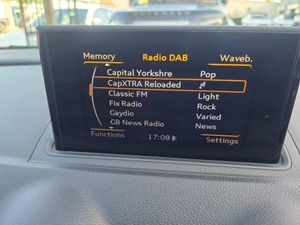 Memory Radio DAB Waveb.
Capital Yorkshire Pop
CapXTRA Reloaded
Classic FM Light
Fix Radio Rock
Gaydio Varied
GB News Radio News
Functions 17:08 Settings